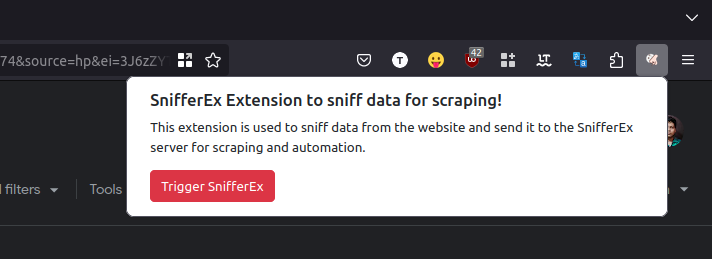 74&source=hp&ei=3J6zZY
42
T
LT
SnifferEx Extension to sniff data for scraping!
This extension is used to sniff data from the website and send it to the SnifferEx
server for scraping and automation.
Trigger SnifferEx
l filters
Tools